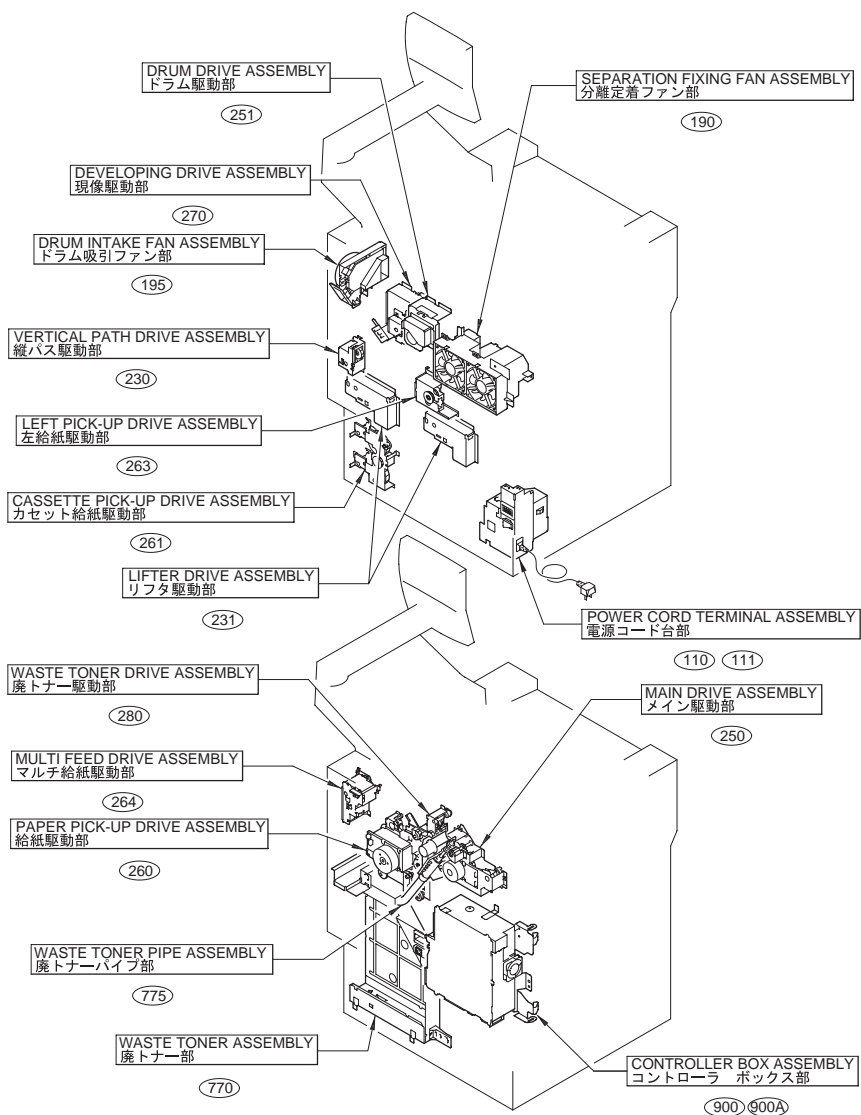 DRUM DRIVE ASSEMBLY
ドラム駆動部
251
SEPARATION FIXING FAN ASSEMBLY
分離定着ファン部
190
DEVELOPING DRIVE ASSEMBLY
現像駆動部
270
DRUM INTAKE FAN ASSEMBLY
ドラム吸引ファン部
195
VERTICAL PATH DRIVE ASSEMBLY
縦パス駆動部
230
LEFT PICK-UP DRIVE ASSEMBLY
左給紙駆動部
263
CASSETTE PICK-UP DRIVE ASSEMBLY
カセット給紙駆動部
261
LIFTER DRIVE ASSEMBLY
リフタ駆動部
231
POWER CORD TERMINAL ASSEMBLY
電源コード台部
110 111
WASTE TONER DRIVE ASSEMBLY
廃トナー駆動部
280
MAIN DRIVE ASSEMBLY
メイン駆動部
250
MULTI FEED DRIVE ASSEMBLY
マルチ給紙駆動部
264
PAPER PICK-UP DRIVE ASSEMBLY
給紙駆動部
260
WASTE TONER PIPE ASSEMBLY
廃トナーパイプ部
775
WASTE TONER ASSEMBLY
廃トナー部
770
CONTROLLER BOX ASSEMBLY
コントローラ　ボックス部
900 900A